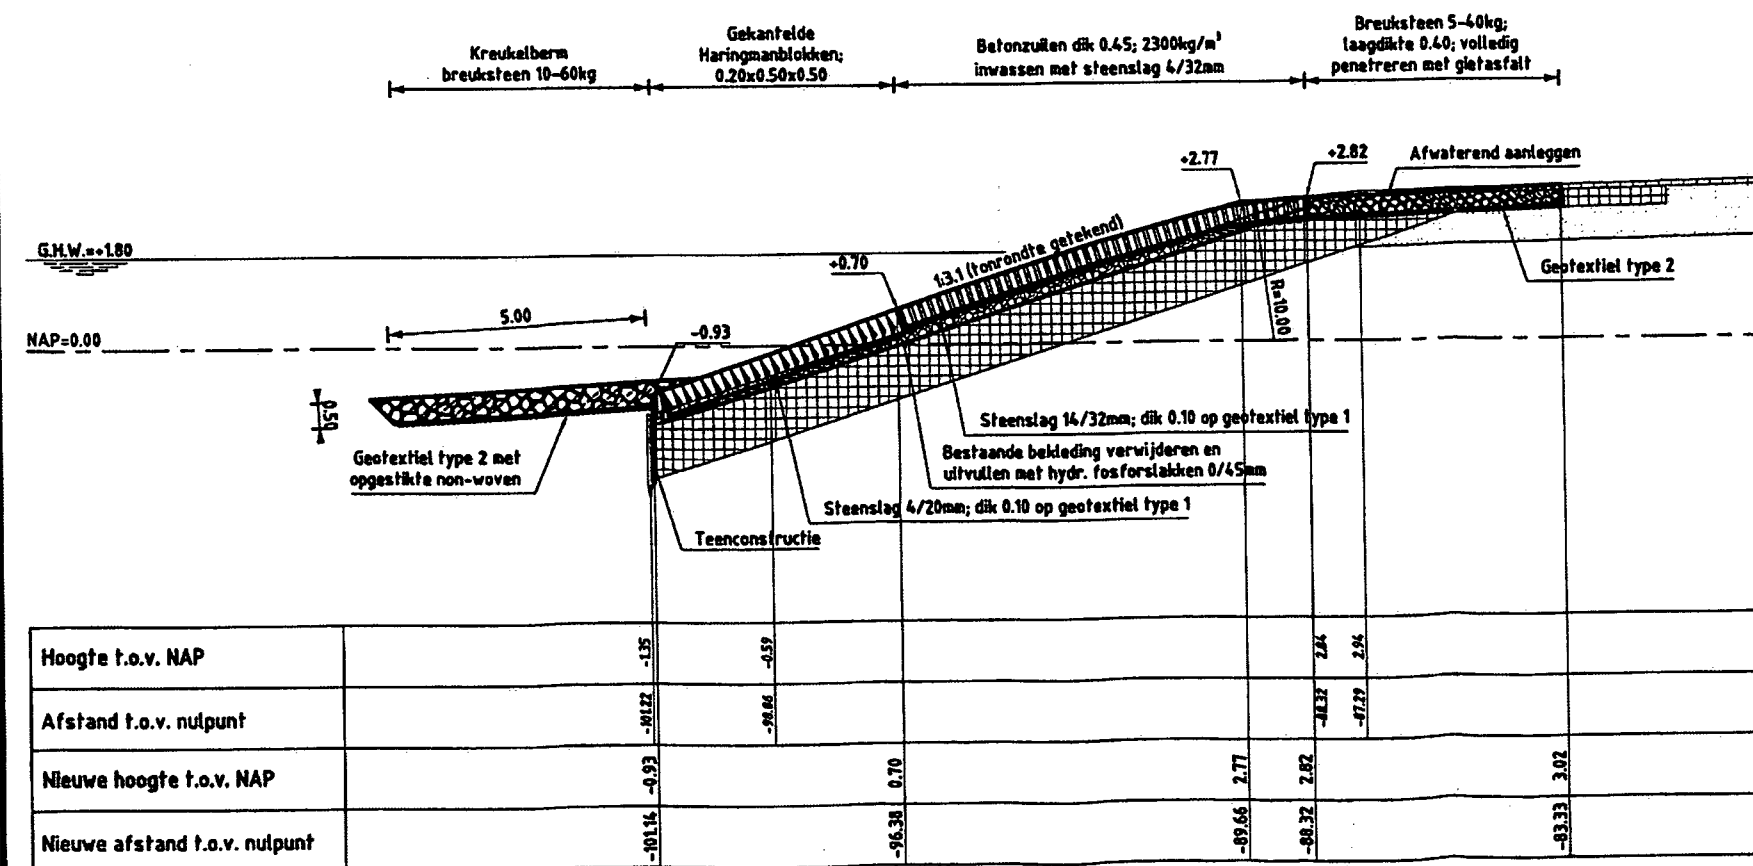 Kreukelberm
breuksteen 10-60kg
Gekantelde
Haringmanblokken;
0.20x0.50x0.50
Betonzuilen dik 0.45; 2300kg/m³
inwassen met steenslag 4/32mm
Breuksteen 5-40kg;
laagdikte 0.40; volledig
penetreren met gietasfalt
+2.77
+2.82
Afwaterend aanleggen
G.H.W.=+1.80
+0.70
1:3.1 (tonrondte getekend)
Geotextiel type 2
R=10.00
5.00
NAP=0.00
-0.93
0.50
Steenslag 14/32mm; dik 0.10 op geotextiel type 1
Bestaande bekleding verwijderen en
uitvullen met hydr. fosforslakken 0/45mm
Geotextiel type 2 met
opgestikte non-woven
Steenslag 4/20mm; dik 0.10 op geotextiel type 1
Teenconstructie
Hoogte t.o.v. NAP -1.35 -0.59 2.84 2.94
Afstand t.o.v. nulpunt -101.22 -98.86 -88.32 -87.29
Nieuwe hoogte t.o.v. NAP -0.93 0.70 2.77 2.82 3.02
Nieuwe afstand t.o.v. nulpunt -101.14 -96.38 -89.66 -88.32 -83.33